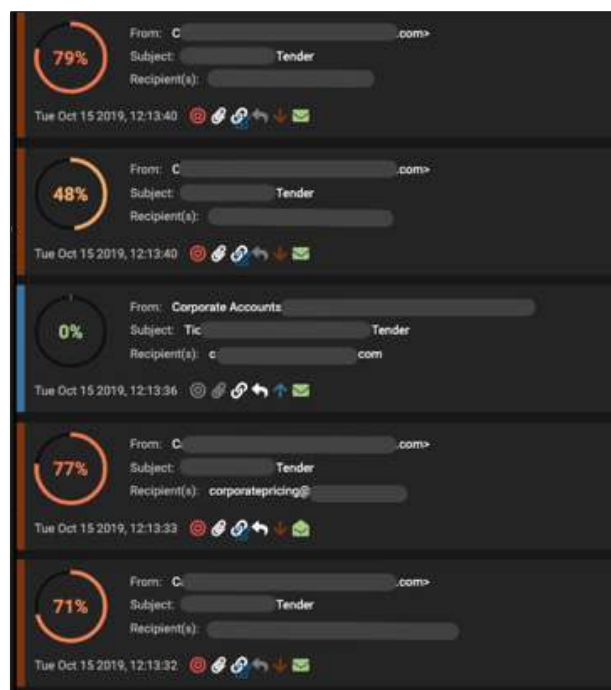 79%
From: C .com>
Subject: Tender
Recipient(s):
Tue Oct 15 2019, 12:13:40
48%
From: C .com>
Subject: Tender
Recipient(s):
Tue Oct 15 2019, 12:13:40
0%
From: Corporate Accounts
Subject: Tic Tender
Recipient(s): c com
Tue Oct 15 2019, 12:13:36
77%
From: C .com>
Subject: Tender
Recipient(s): corporatepricing@
Tue Oct 15 2019, 12:13:33
71%
From: C .com>
Subject: Tender
Recipient(s):
Tue Oct 15 2019, 12:13:32